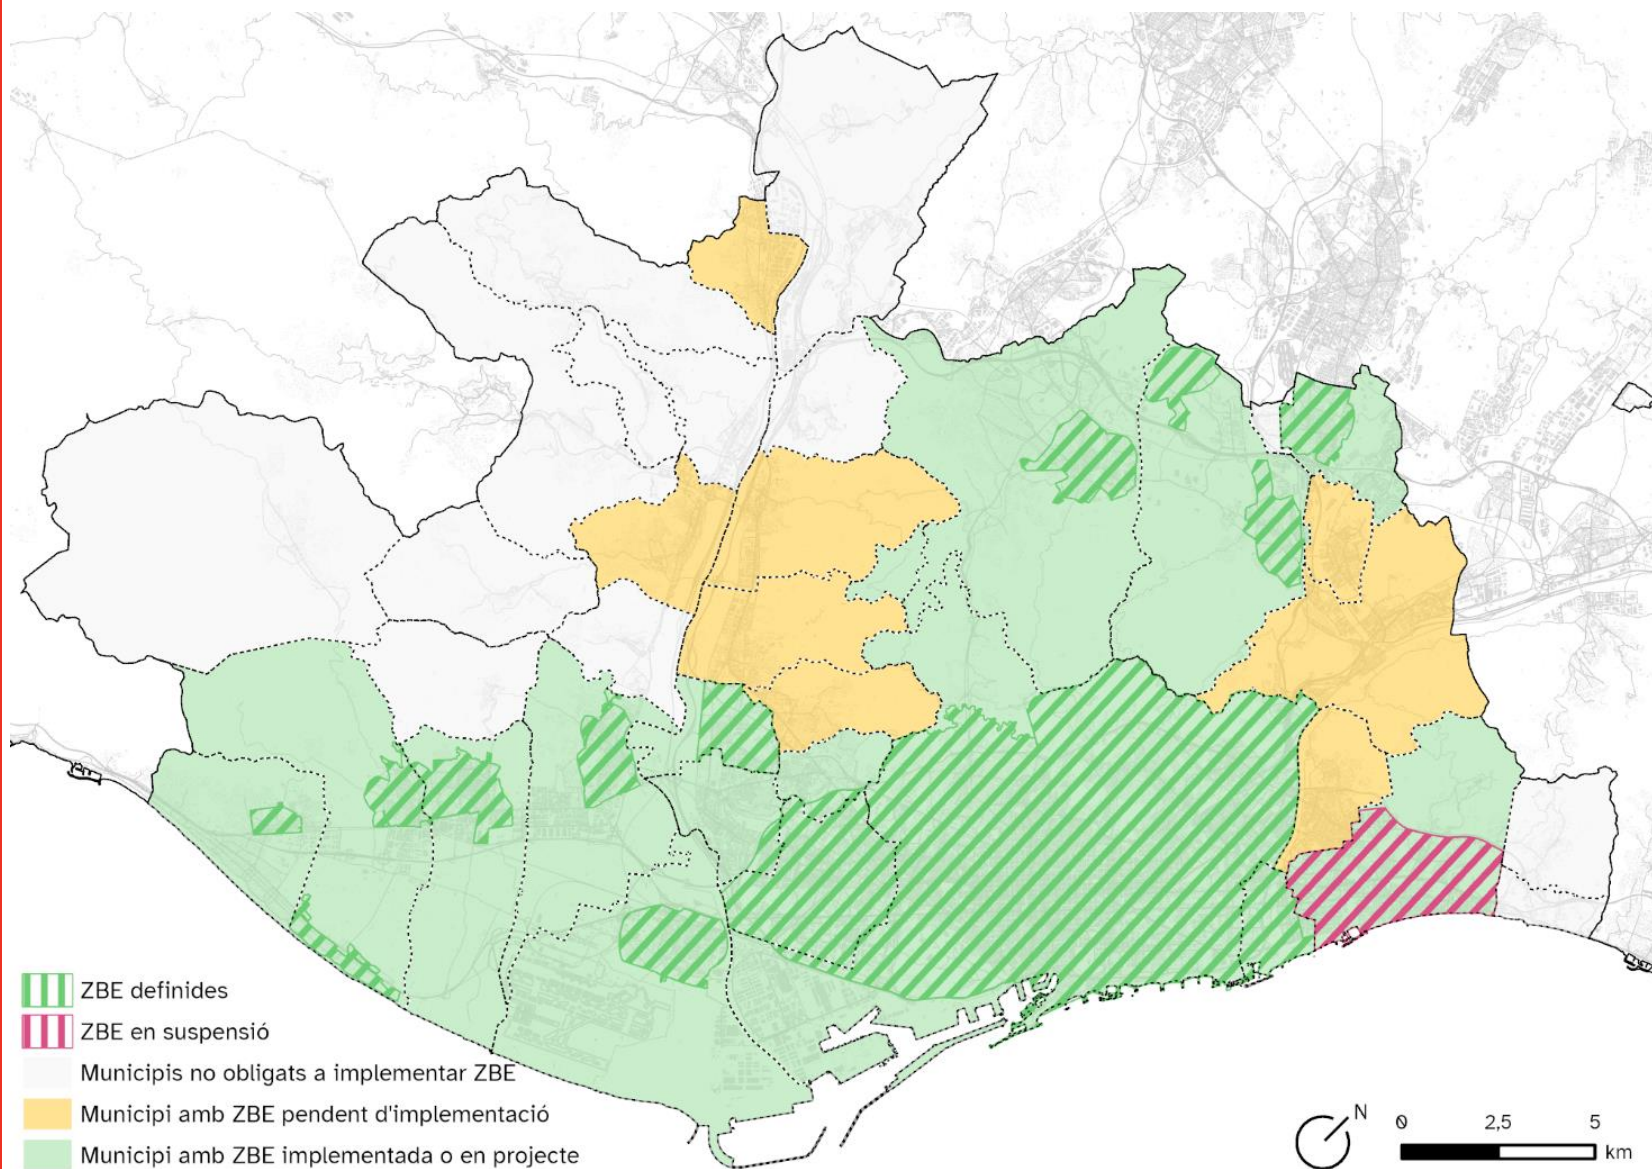 ZBE definides
ZBE en suspensió
Municipis no obligats a implementar ZBE
Municipi amb ZBE pendent d'implementació
Municipi amb ZBE implementada o en projecte
N
0 2,5 5
km